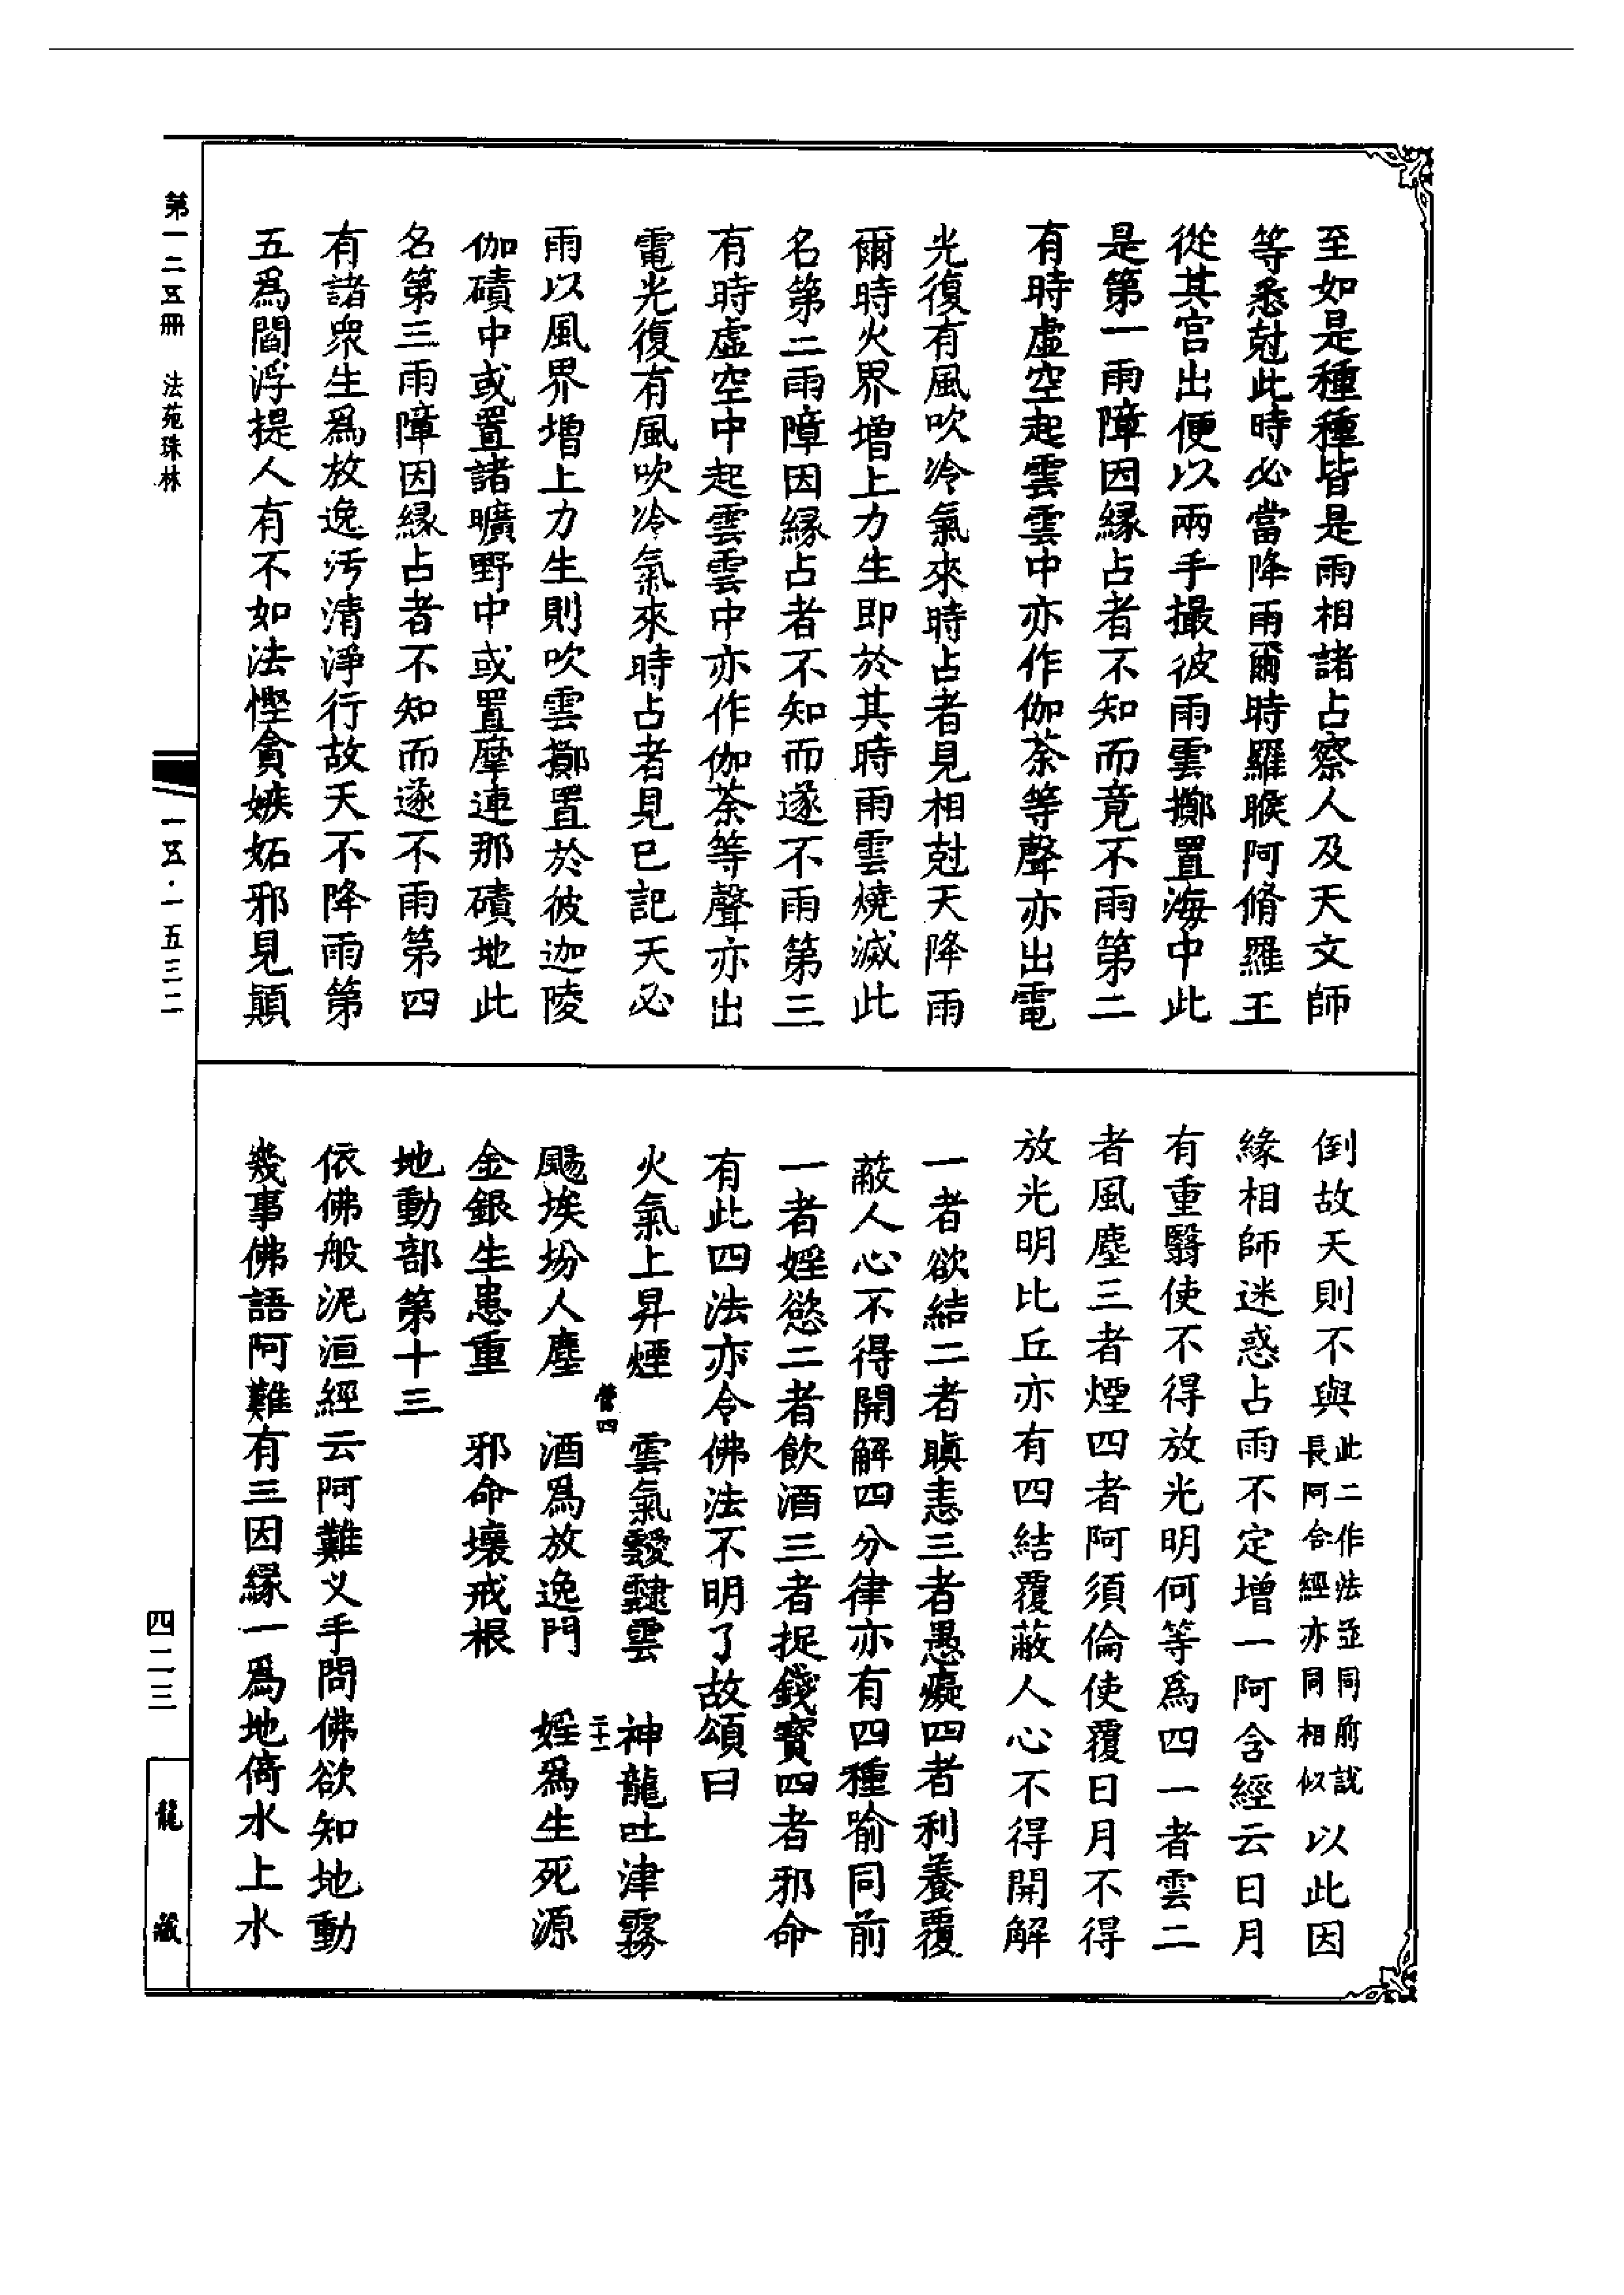 至如是種種皆是雨相諸占察人及天文師
等悉尅此時必當降雨爾時羅睺阿脩羅王
從其宫出便以兩手撮彼雨雲擲置海中此
是第一雨障因縁占者不知而竟不雨第二
有時虛空起雲雲中亦作伽茶等聲亦出電
光復有風吹冷氣來時占者見相尅天降雨
爾時火界增上力生即於其時雨雲燒滅此
名第二雨障因縁占者不知而遂不雨第三
有時虛空中起雲雲中亦作伽茶等聲亦出
電光復有風吹冷氣來時占者見已記天必
雨以風界增上力生則吹雲擲置於彼迦陵
伽磧中或置諸曠野中或置摩連那磧地此
名第三雨障因縁占者不知而遂不雨第四
有諸衆生爲放逸汚清淨行故天不降雨第
五爲閻浮提人有不如法慳貪嫉妬邪見顛
倒故天則不與此二作法並同前說長阿含經亦同相似以此因
緣相師迷惑占雨不定增一阿含經云日月
有重翳使不得放光明何等爲四一者雲二
者風塵三者煙四者阿須倫使覆日月不得
放光明比丘亦有四結覆蔽人心不得開解
一者欲結二者瞋恚三者愚癡四者利養覆
蔽人心不得開解四分律亦有四種喻同前
一者婬慾二者飲酒三者捉錢寳四者邪命
有此四法亦令佛法不明了故頌曰
火氣上昇煙　雲氣靉靆雲　神龍吐津霧
營四　二十一
颺埃坋人塵　酒爲放逸門　婬爲生死源
金銀生患重　邪命壞戒根
地動部第十三
依佛般泥洹經云阿難义手問佛欲知地動
幾事佛語阿難有三因縁一爲地倚水上水
第一二五册　法苑珠林
一五·一五三二
四二三
龍藏